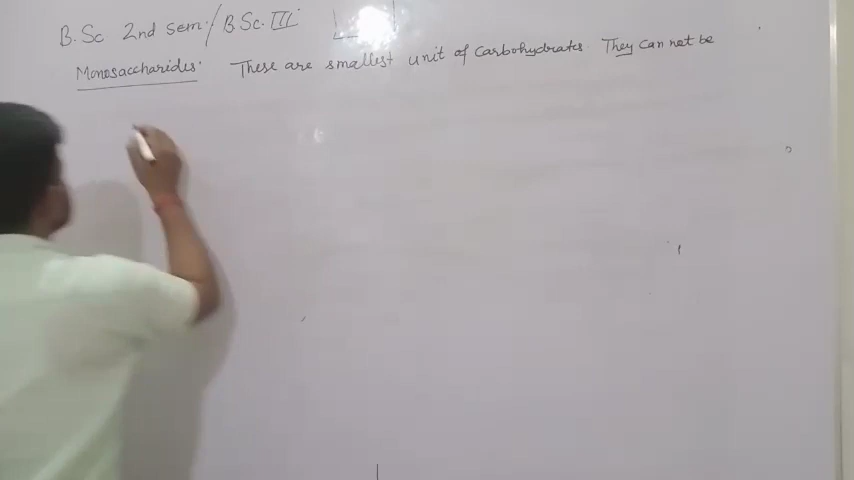 B.Sc 2nd sem./B.Sc.III
Monosaccharides: These are smallest unit of Carbohydrates. They can not be